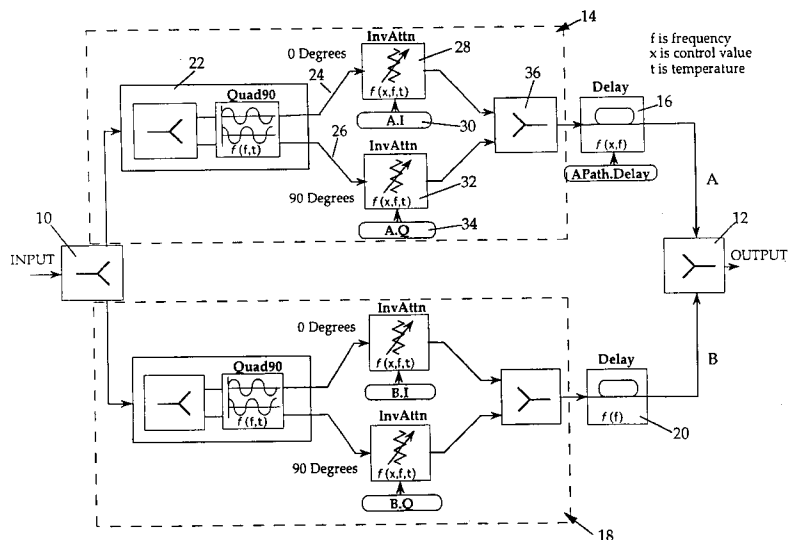 14
f is frequency
x is control value
t is temperature
InvAttn
0 Degrees
28
f(x,f,t)
A.I
30
22
24
Quad90
f(f,t)
26
36
Delay
16
f(x,f)
APath.Delay
InvAttn
32
f(x,f,t)
90 Degrees
A.Q
34
A
10
INPUT
12
OUTPUT
B
InvAttn
0 Degrees
f(x,f,t)
B.I
Quad90
f(f,t)
Delay
f(f)
20
InvAttn
f(x,f,t)
90 Degrees
B.Q
18